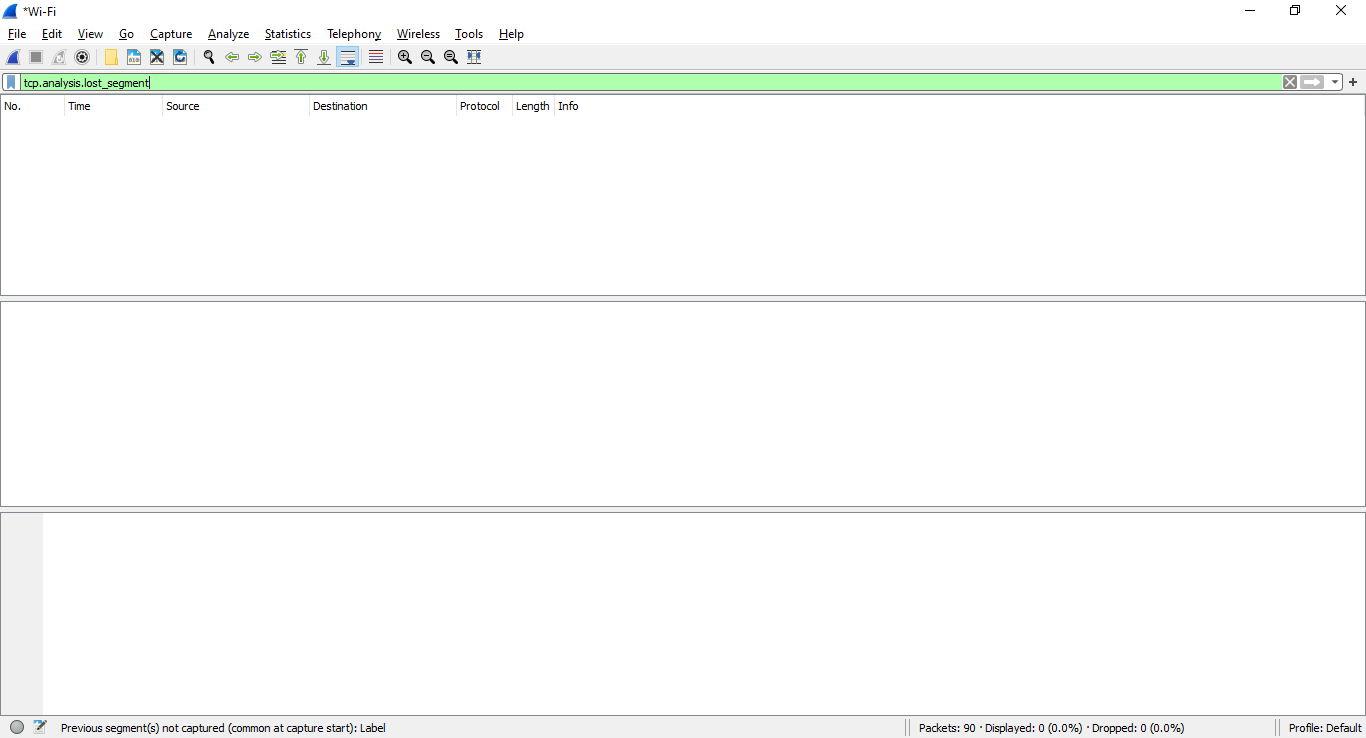 *Wi-Fi
File Edit View Go Capture Analyze Statistics Telephony Wireless Tools Help
tcp.analysis.lost_segment
No. Time Source Destination Protocol Length Info
Previous segment(s) not captured (common at capture start): Label Packets: 90 · Displayed: 0 (0.0%) · Dropped: 0 (0.0%) Profile: Default